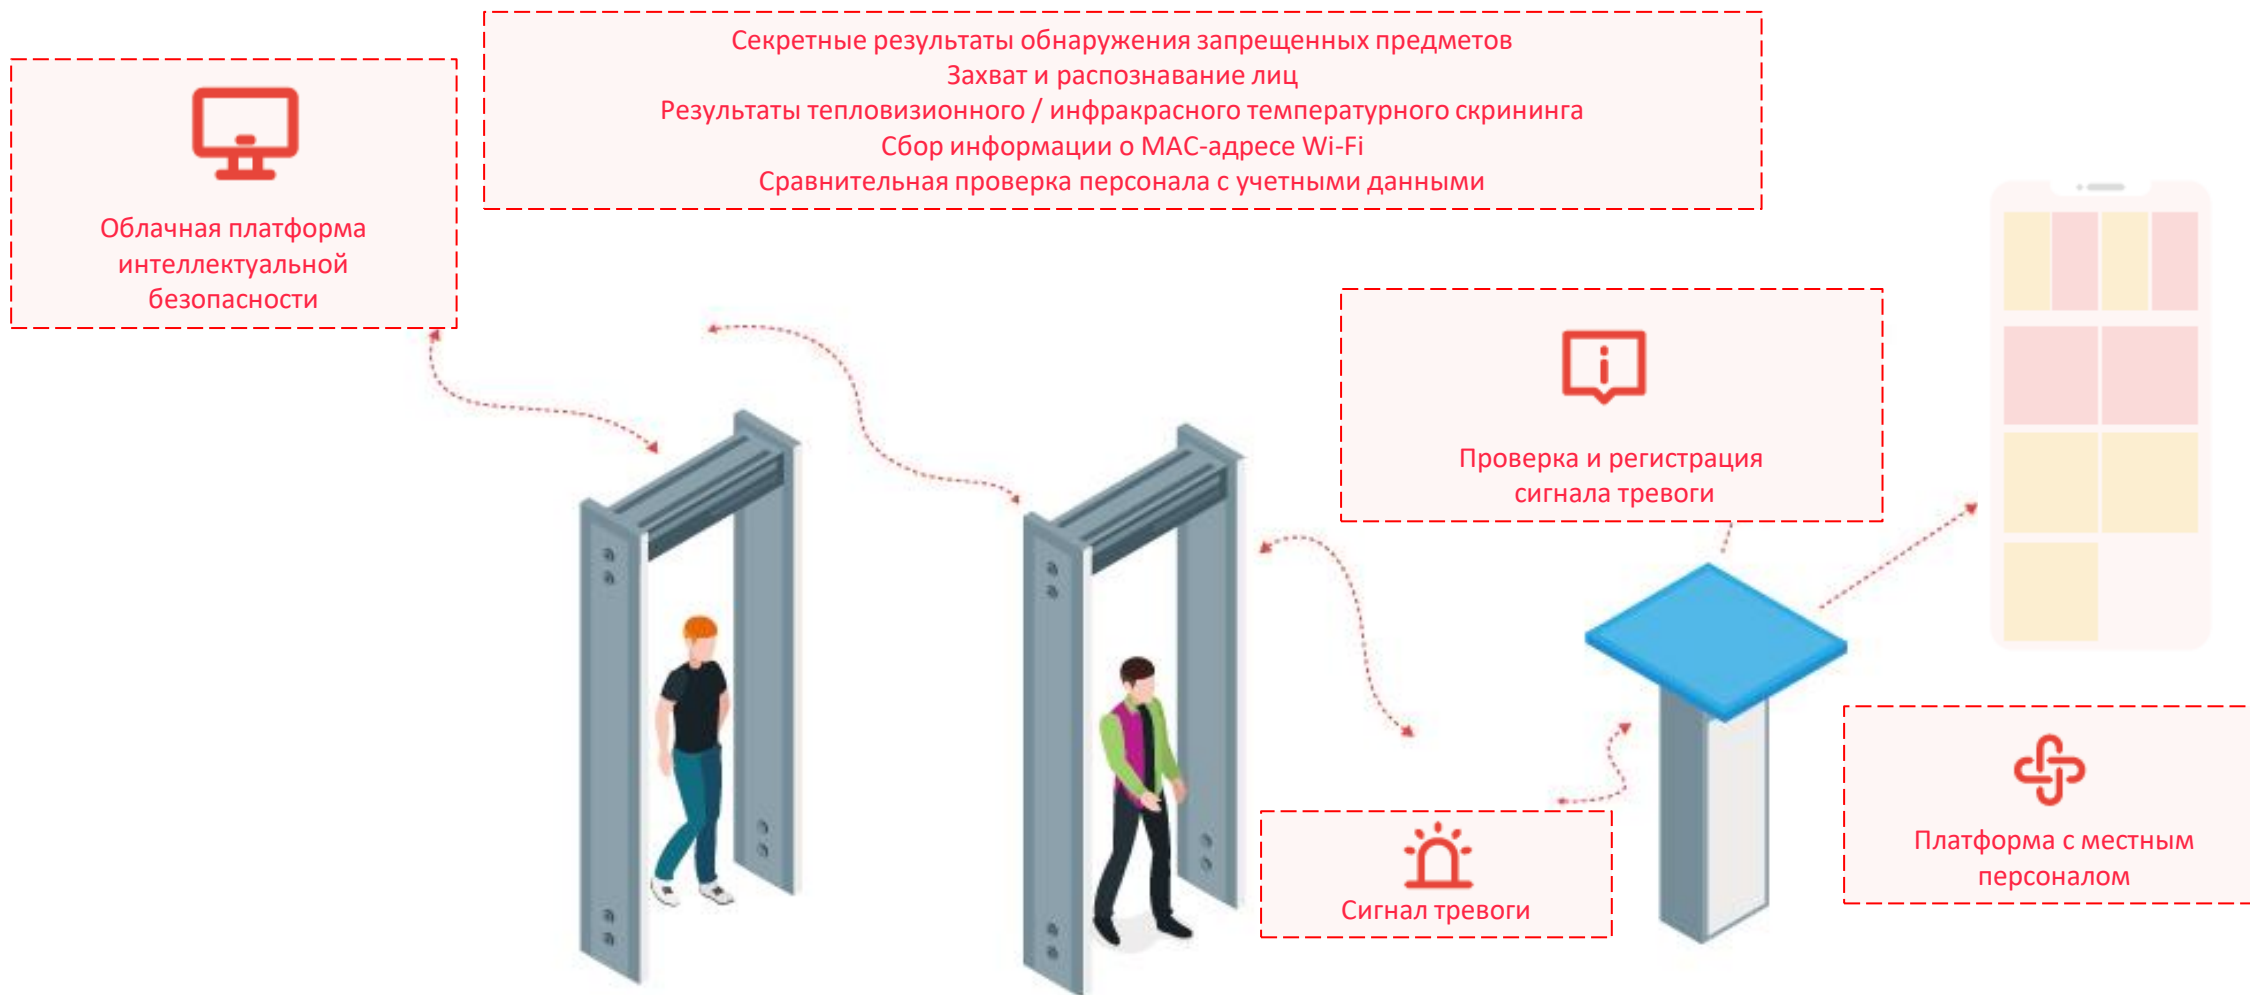 Секретные результаты обнаружения запрещенных предметов
Захват и распознавание лиц
Результаты тепловизионного / инфракрасного температурного скрининга
Сбор информации о MAC-адресе Wi-Fi
Сравнительная проверка персонала с учетными данными
Облачная платформа
интеллектуальной
безопасности
Проверка и регистрация
сигнала тревоги
Сигнал тревоги
Платформа с местным
персоналом